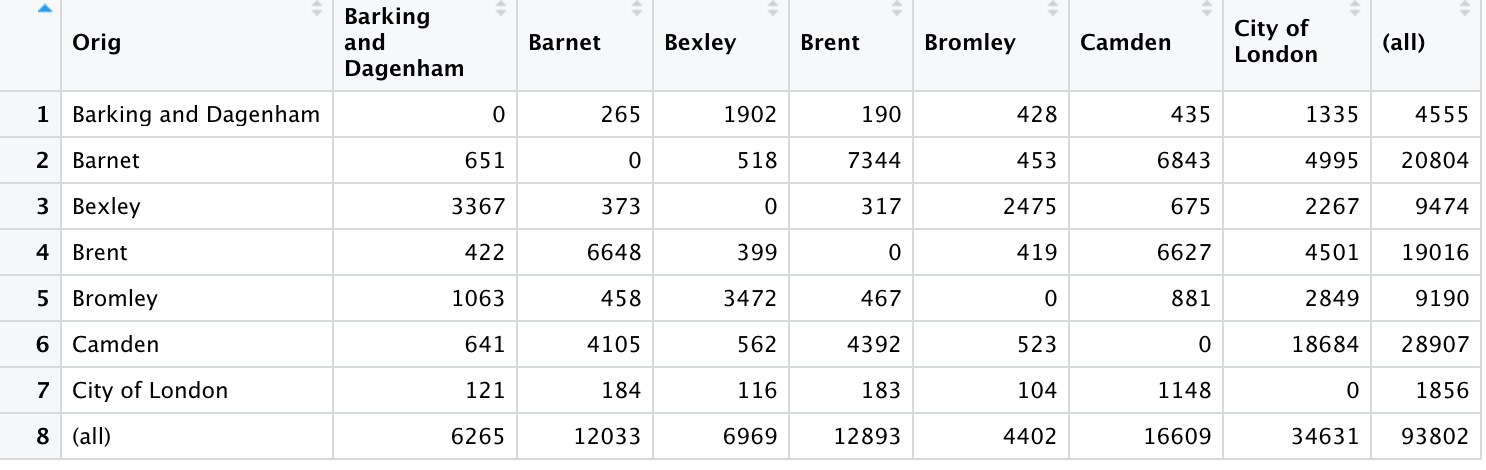 Orig Barking and Dagenham Barnet Bexley Brent Bromley Camden City of London (all)
1 Barking and Dagenham 0 265 1902 190 428 435 1335 4555
2 Barnet 651 0 518 7344 453 6843 4995 20804
3 Bexley 3367 373 0 317 2475 675 2267 9474
4 Brent 422 6648 399 0 419 6627 4501 19016
5 Bromley 1063 458 3472 467 0 881 2849 9190
6 Camden 641 4105 562 4392 523 0 18684 28907
7 City of London 121 184 116 183 104 1148 0 1856
8 (all) 6265 12033 6969 12893 4402 16609 34631 93802